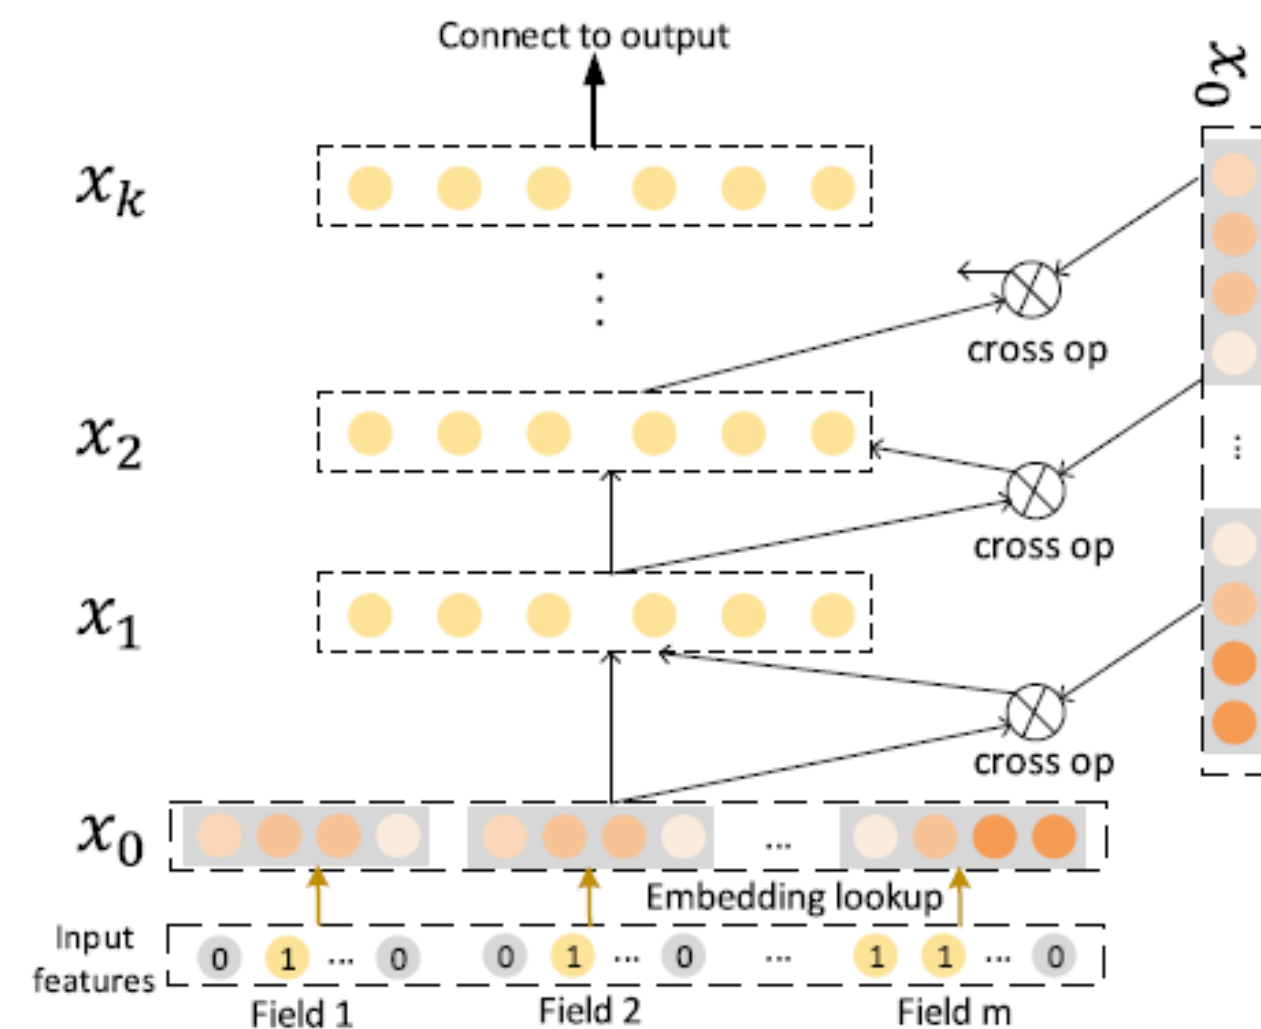 Connect to output
x₀
xₖ
⋮
cross op
x₂
...
cross op
x₁
cross op
x₀
...
Embedding lookup
Input
features
0 1 ... 0 0 1 ... 0 ... 1 1 ... 0
Field 1 Field 2 Field m